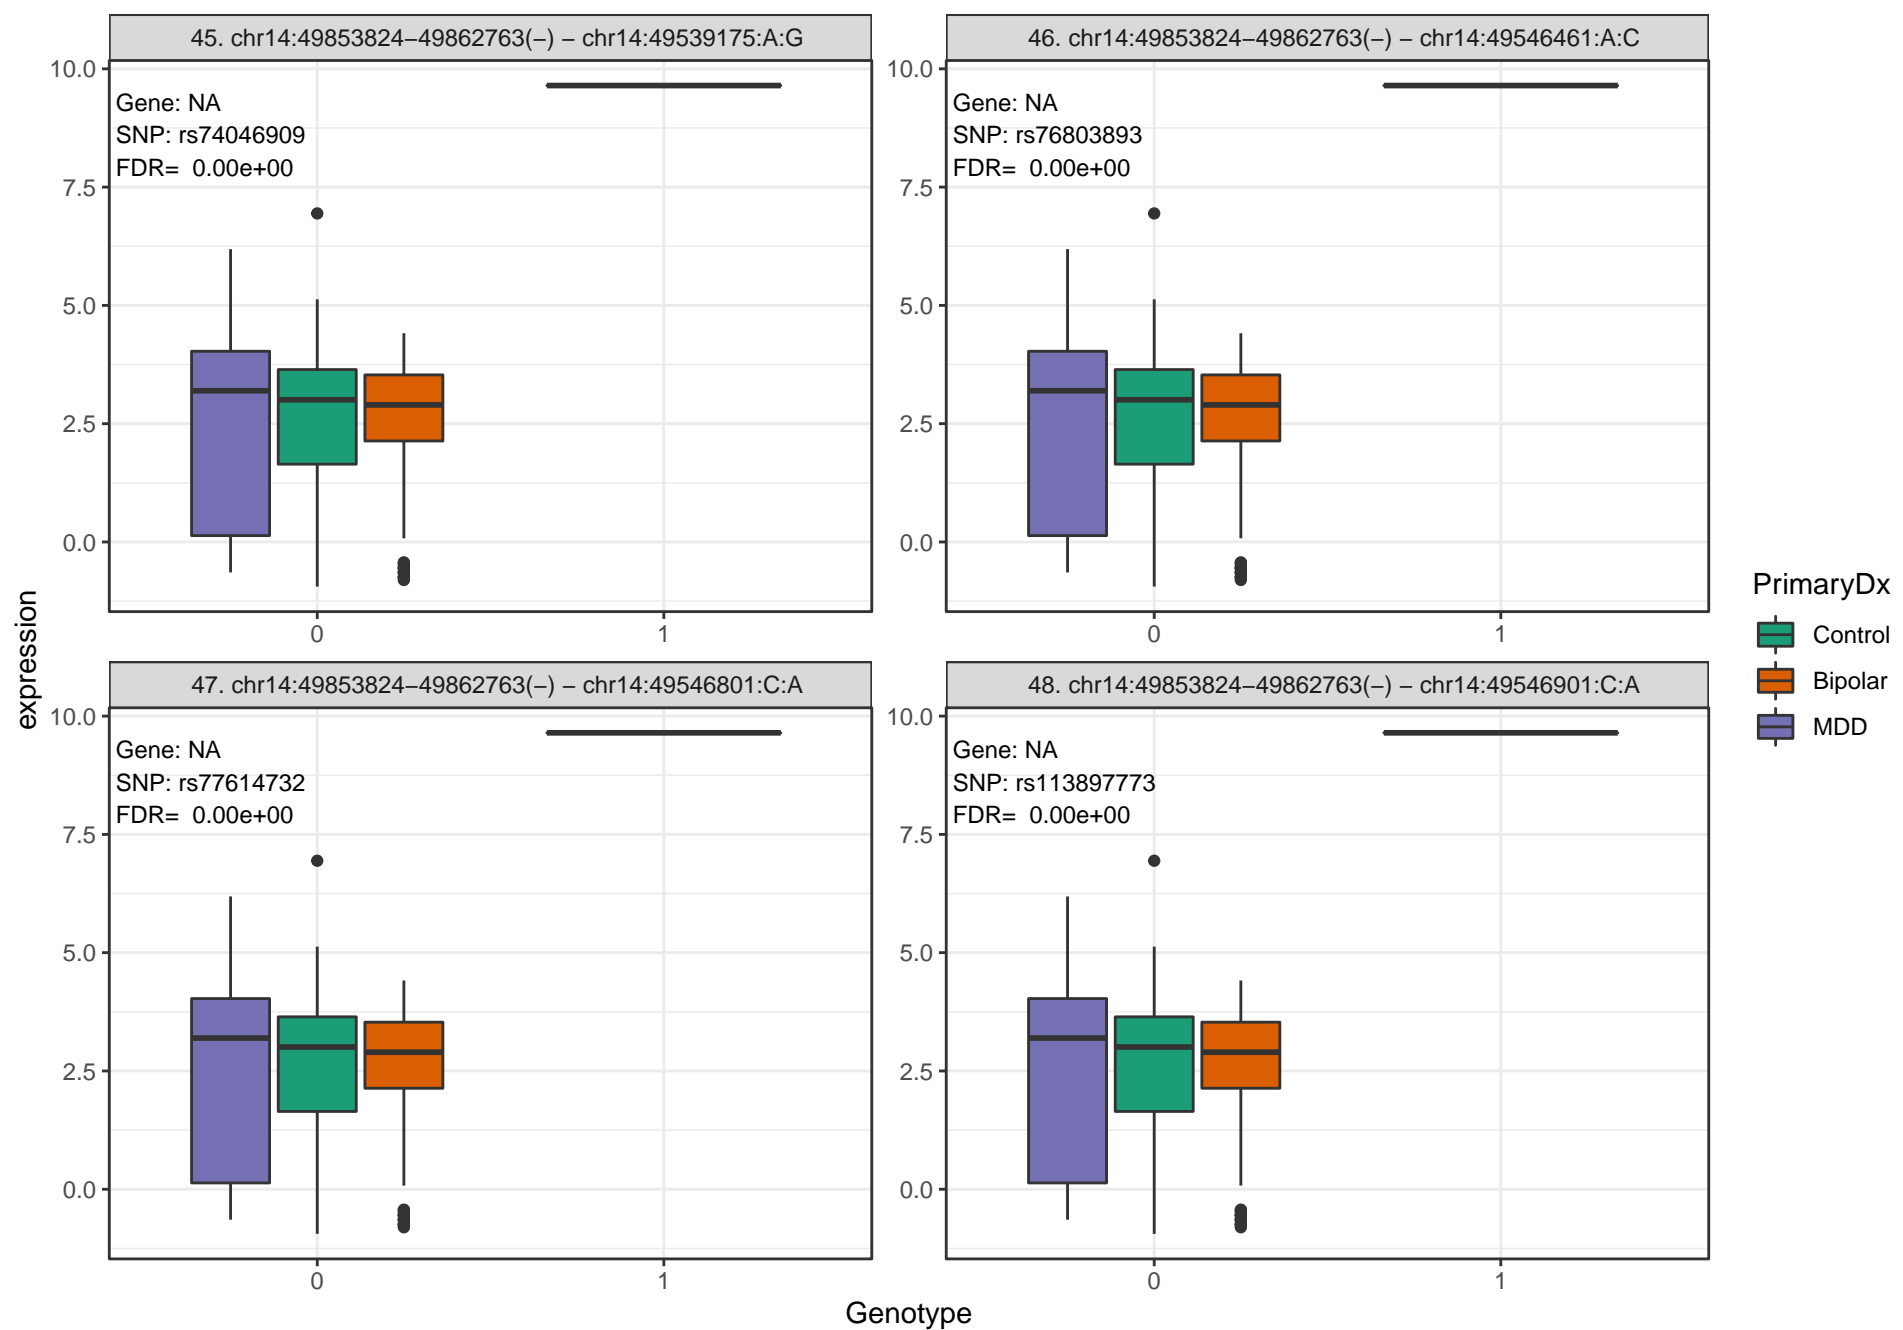 45. chr14:49853824−49862763(−) − chr14:49539175:A:G
46. chr14:49853824−49862763(−) − chr14:49546461:A:C
10.0
7.5
5.0
2.5
0.0
Gene: NA
SNP: rs74046909
FDR=  0.00e+00
0
1
10.0
7.5
5.0
2.5
0.0
Gene: NA
SNP: rs76803893
FDR=  0.00e+00
0
1
47. chr14:49853824−49862763(−) − chr14:49546801:C:A
48. chr14:49853824−49862763(−) − chr14:49546901:C:A
10.0
7.5
5.0
2.5
0.0
Gene: NA
SNP: rs77614732
FDR=  0.00e+00
0
1
10.0
7.5
5.0
2.5
0.0
Gene: NA
SNP: rs113897773
FDR=  0.00e+00
0
1
expression
Genotype
PrimaryDx
Control
Bipolar
MDD